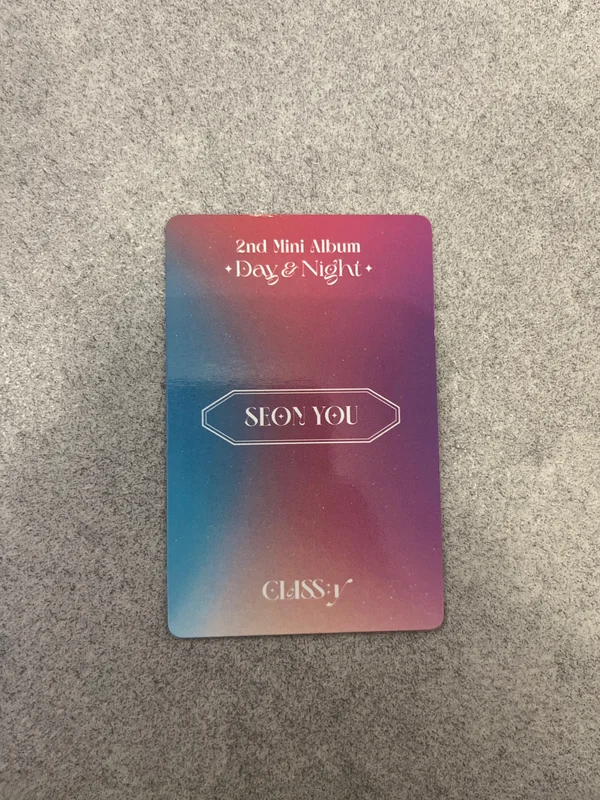 2nd Mini Album
Day & Night
SEON YOU
CLASS:y